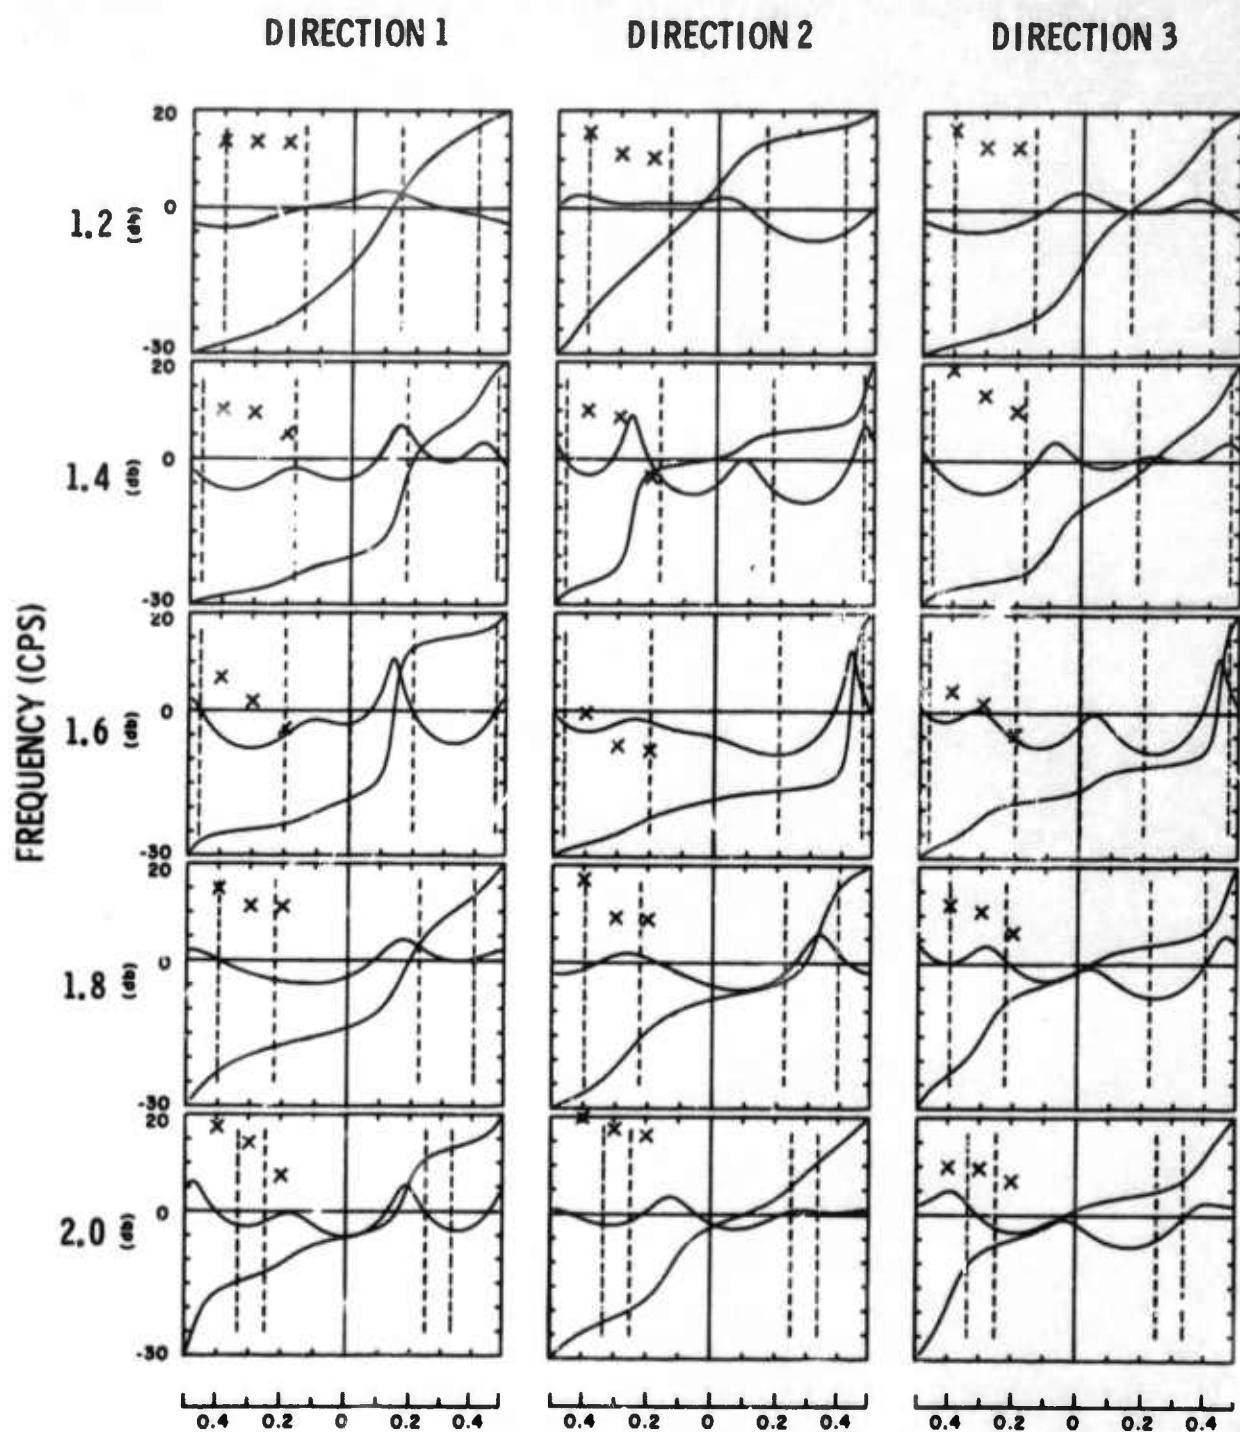 DIRECTION 1 DIRECTION 2 DIRECTION 3
FREQUENCY (CPS)
20
1.2 (db) 0
-30
20
1.4 (db) 0
-30
20
1.6 (db) 0
-30
20
1.8 (db) 0
-30
20
2.0 (db) 0
-30
0.4 0.2 0 0.2 0.4 0.4 0.2 0 0.2 0.4 0.4 0.2 0 0.2 0.4